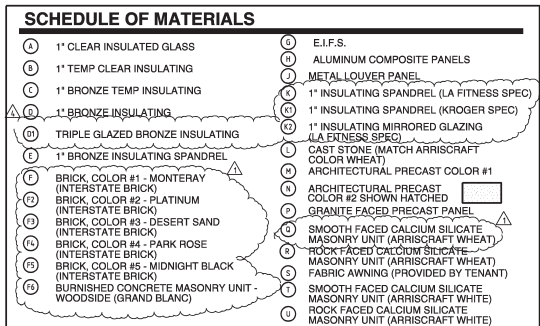 SCHEDULE OF MATERIALS
A 1" CLEAR INSULATED GLASS
B 1" TEMP CLEAR INSULATING
C 1" BRONZE TEMP INSULATING
4
D 1" BRONZE INSULATING
D1 TRIPLE GLAZED BRONZE INSULATING
E 1" BRONZE INSULATING SPANDREL
1
F BRICK, COLOR #1 - MONTERAY
(INTERSTATE BRICK)
F2 BRICK, COLOR #2 - PLATINUM
(INTERSTATE BRICK)
F3 BRICK, COLOR #3 - DESERT SAND
(INTERSTATE BRICK)
F4 BRICK, COLOR #4 - PARK ROSE
(INTERSTATE BRICK)
F5 BRICK, COLOR #5 - MIDNIGHT BLACK
(INTERSTATE BRICK)
F6 BURNISHED CONCRETE MASONRY UNIT -
WOODSIDE (GRAND BLANC)
G E.I.F.S.
H ALUMINUM COMPOSITE PANELS
J METAL LOUVER PANEL
K 1" INSULATING SPANDREL (LA FITNESS SPEC)
K1 1" INSULATING SPANDREL (KROGER SPEC)
K2 1" INSULATING MIRRORED GLAZING
(LA FITNESS SPEC)
L CAST STONE (MATCH ARRISCRAFT
COLOR WHEAT)
M ARCHITECTURAL PRECAST COLOR #1
N ARCHITECTURAL PRECAST
COLOR #2 SHOWN HATCHED
P GRANITE FACED PRECAST PANEL
1
Q SMOOTH FACED CALCIUM SILICATE
MASONRY UNIT (ARRISCRAFT WHEAT)
R ROCK FACED CALCIUM SILICATE
MASONRY UNIT (ARRISCRAFT WHEAT)
S FABRIC AWNING (PROVIDED BY TENANT)
T SMOOTH FACED CALCIUM SILICATE
MASONRY UNIT (ARRISCRAFT WHITE)
U ROCK FACED CALCIUM SILICATE
MASONRY UNIT (ARRISCRAFT WHITE)